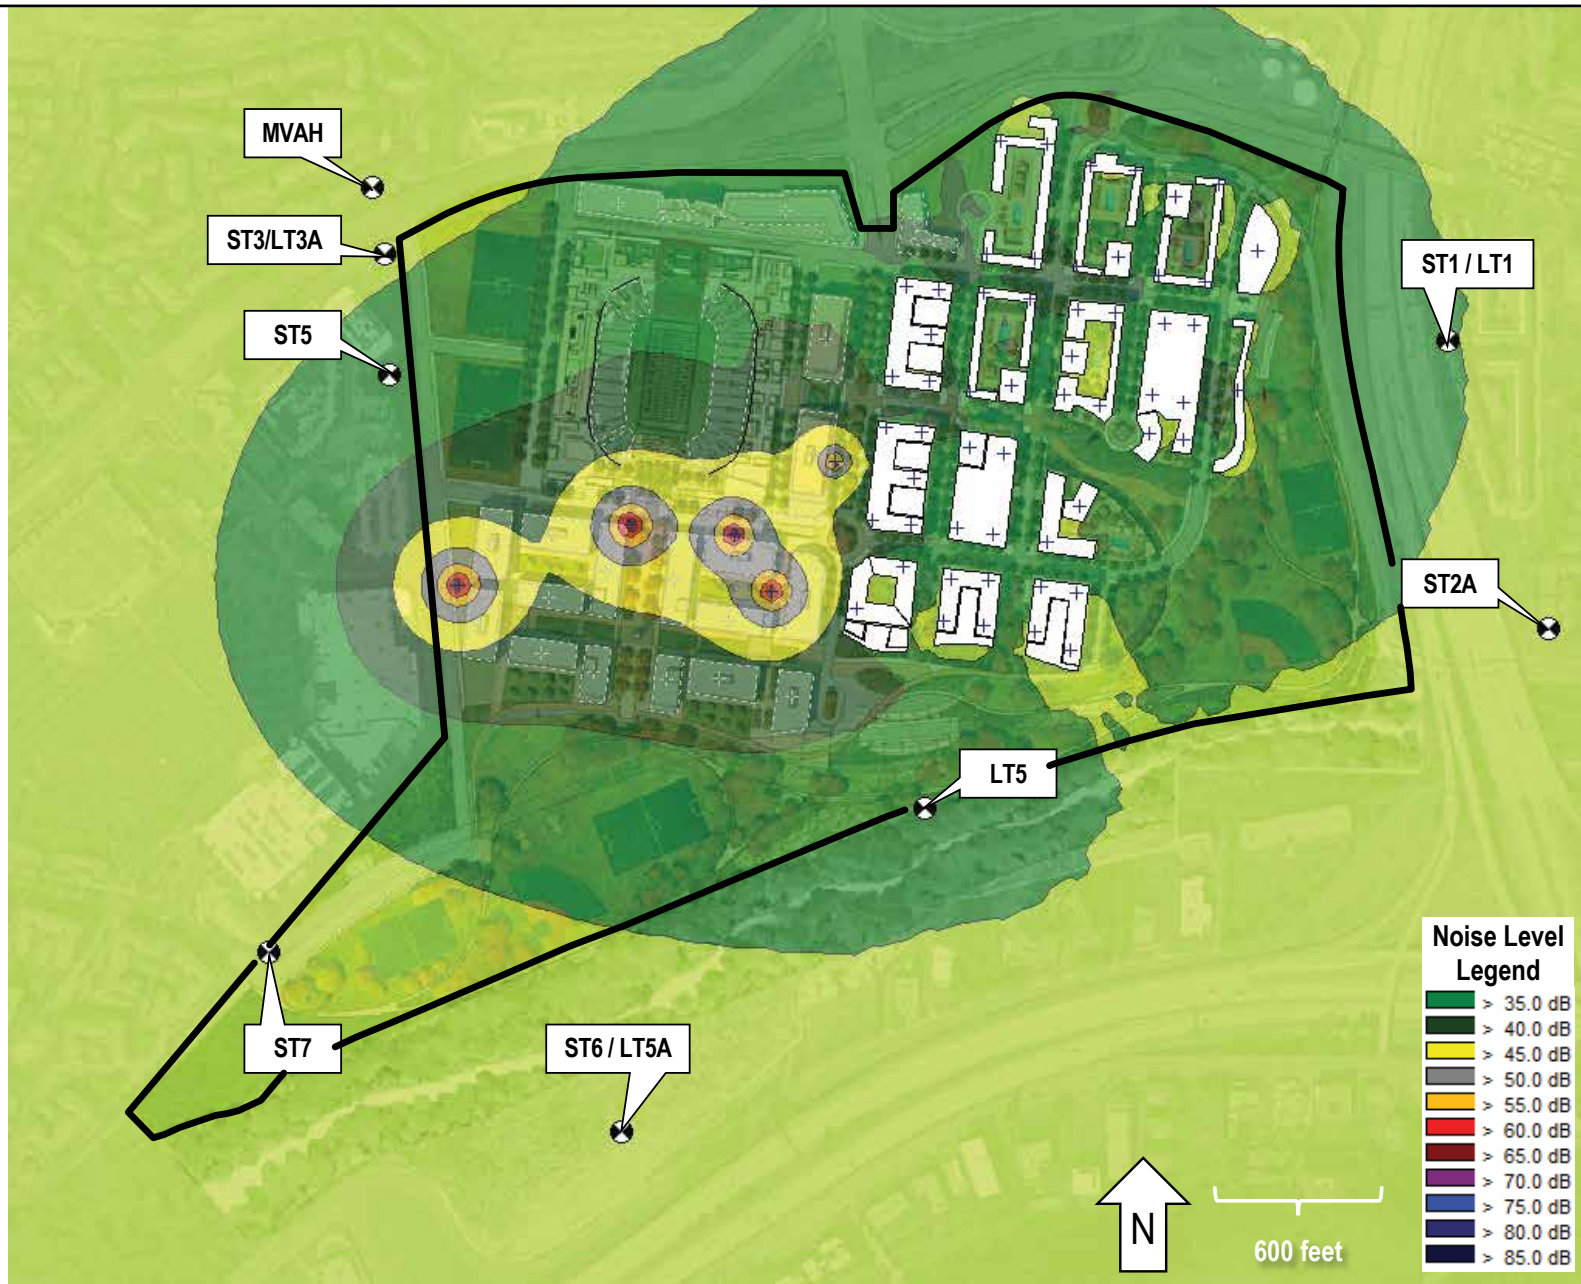 MVAH
ST3/LT3A
ST5
ST1 / LT1
ST2A
LT5
ST7
ST6 / LT5A
N
600 feet
Noise Level
Legend
> 35.0 dB
> 40.0 dB
> 45.0 dB
> 50.0 dB
> 55.0 dB
> 60.0 dB
> 65.0 dB
> 70.0 dB
> 75.0 dB
> 80.0 dB
> 85.0 dB